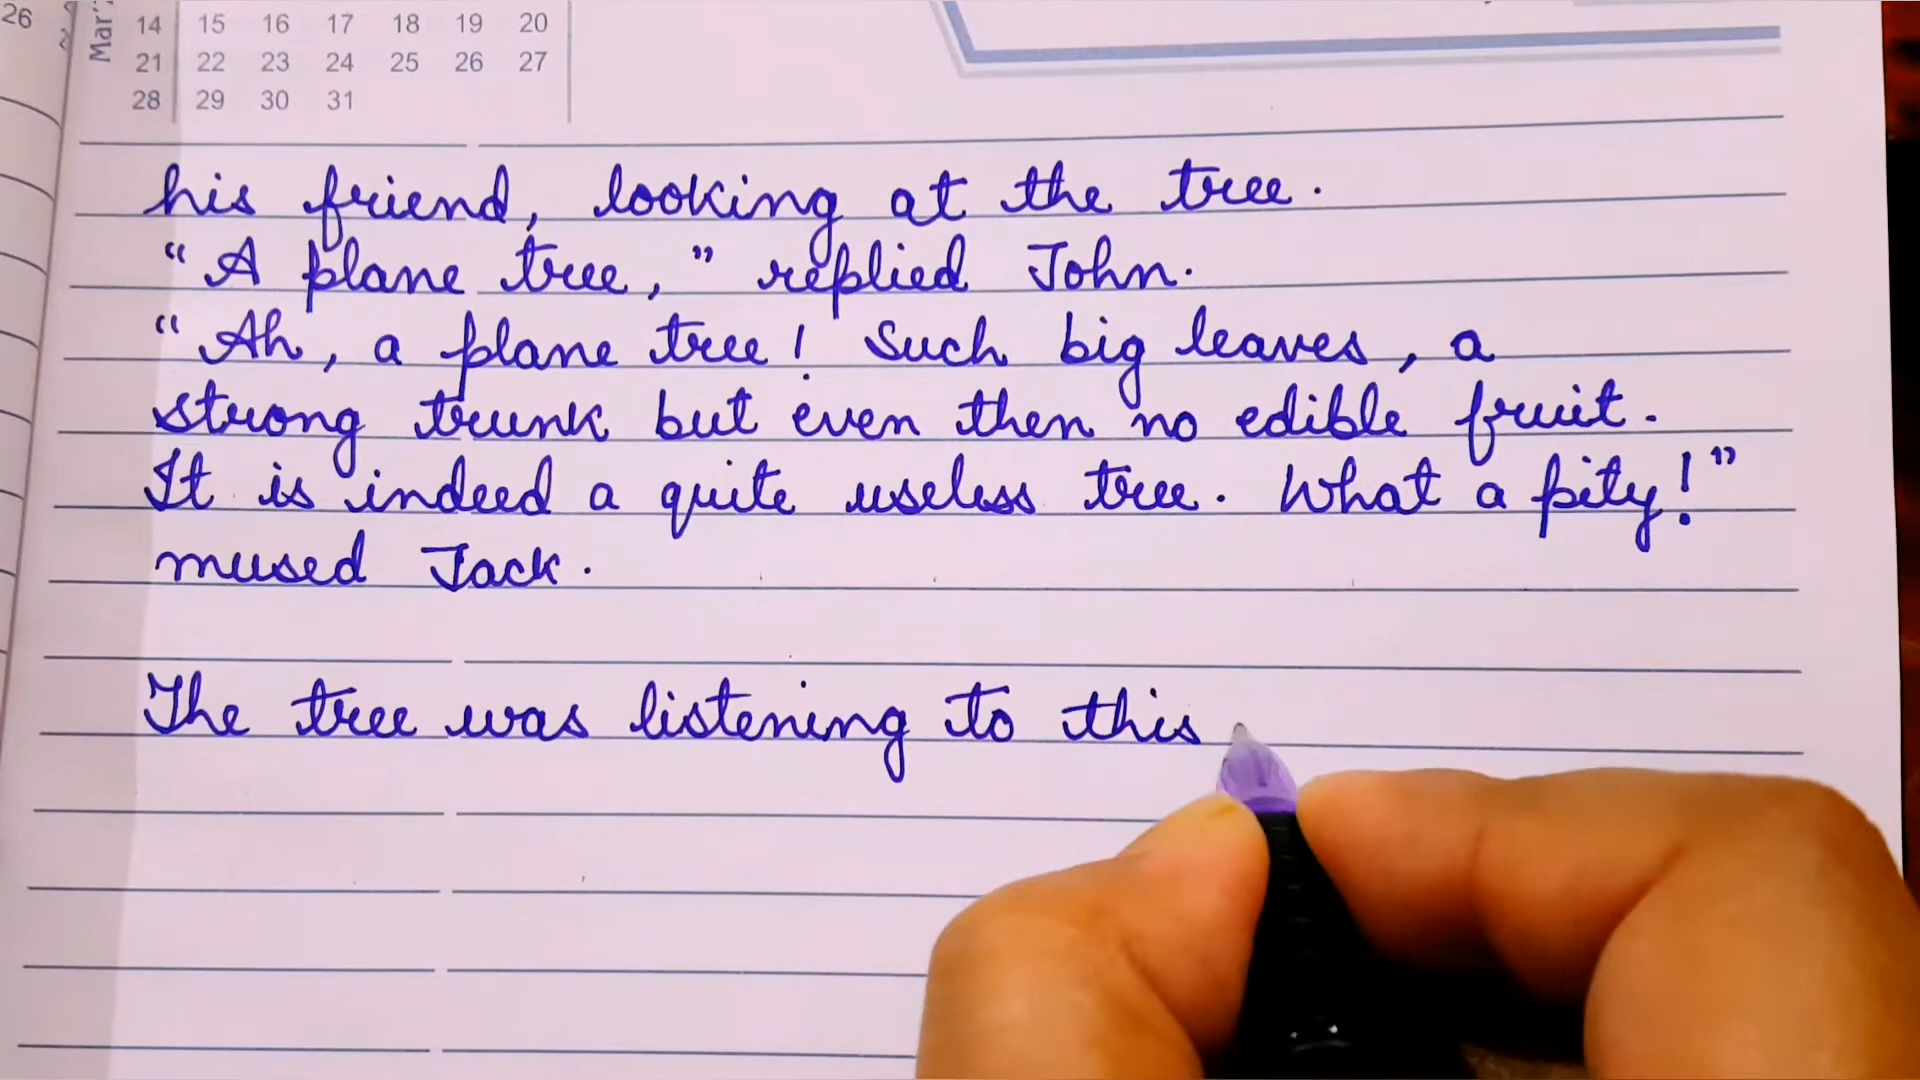 26
Mar'
14 15 16 17 18 19 20
21 22 23 24 25 26 27
28 29 30 31
his friend, looking at the tree.
“A plane tree,” replied John.
“Ah, a plane tree! Such big leaves, a
strong trunk but even then no edible fruit.
It is indeed a quite useless tree. What a pity!”
mused Jack.
The tree was listening to this